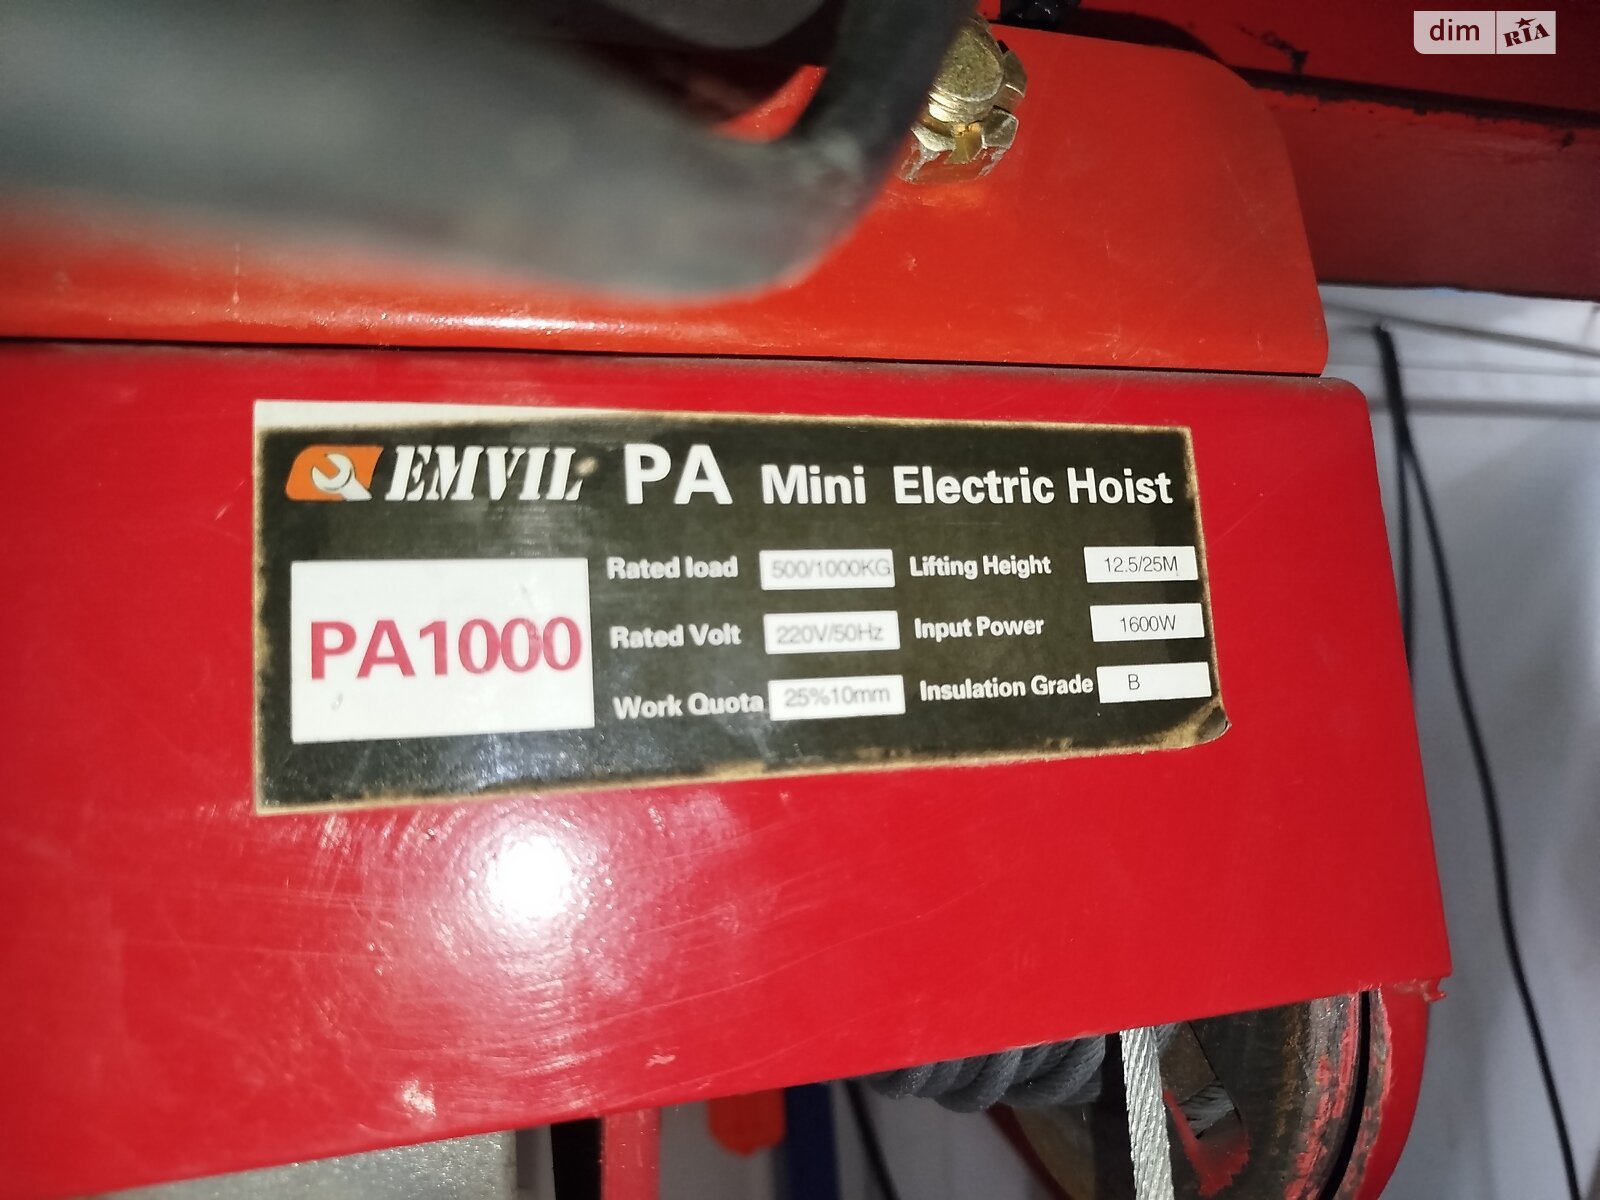 dim RIA
EMVIL PA Mini Electric Hoist
PA1000
Rated load 500/1000KG Lifting Height 12.5/25M
Rated Volt 220V/50Hz Input Power 1600W
Work Quota 25%10mm Insulation Grade B